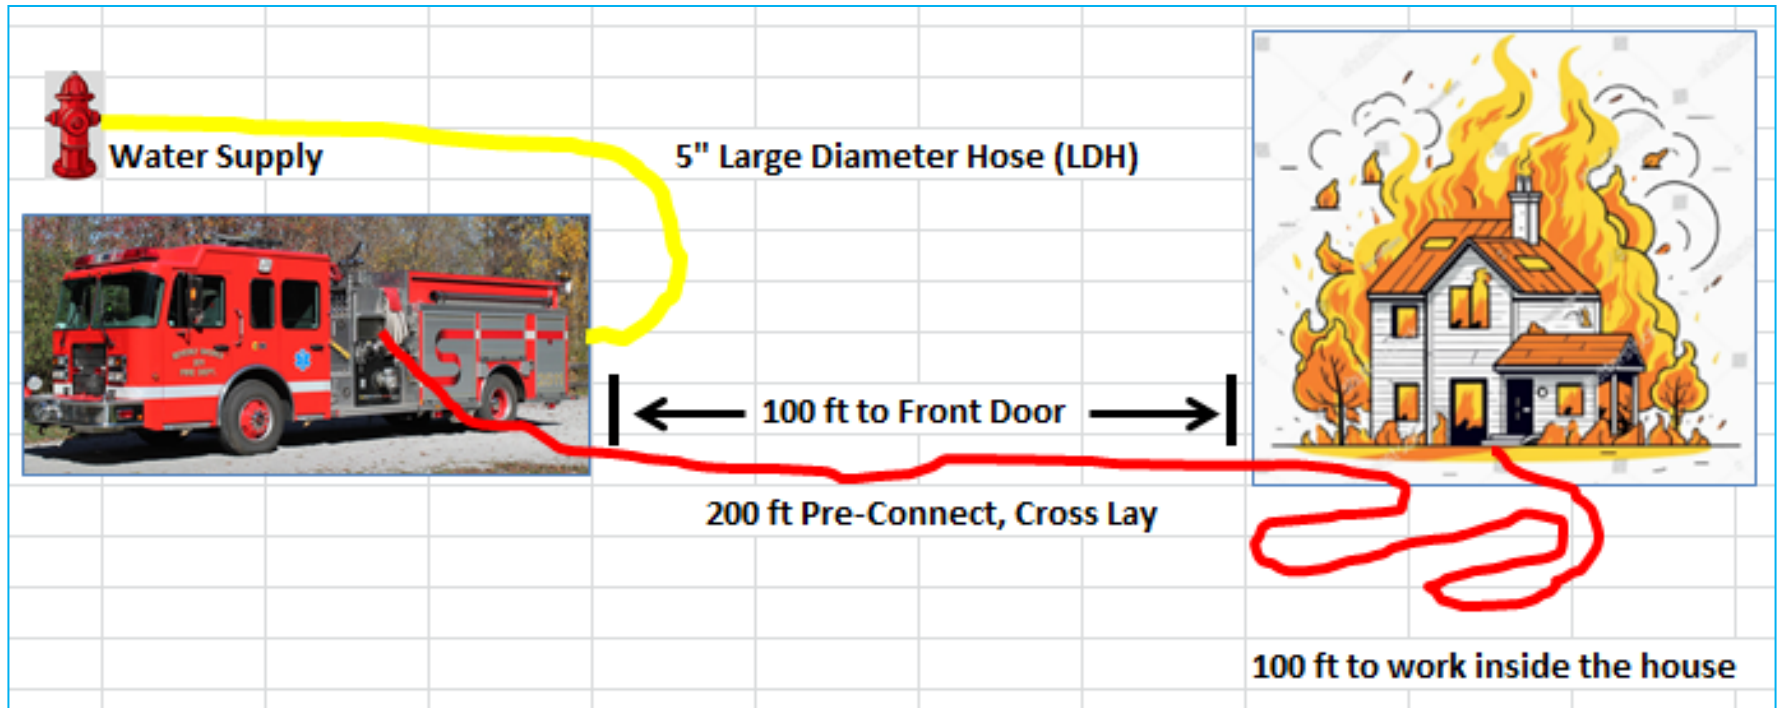 Water Supply
5" Large Diameter Hose (LDH)
100 ft to Front Door
200 ft Pre-Connect, Cross Lay
100 ft to work inside the house